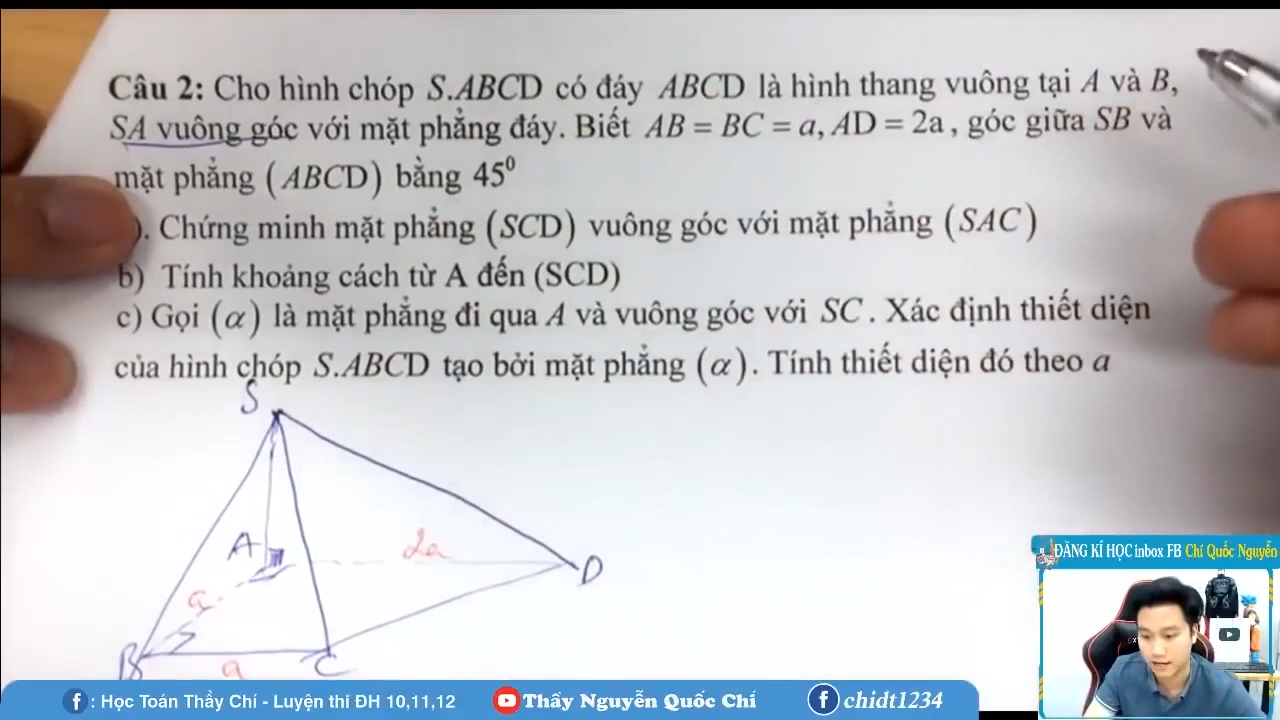 Câu 2: Cho hình chóp S.ABCD có đáy ABCD là hình thang vuông tại A và B,
SA vuông góc với mặt phẳng đáy. Biết AB = BC = a, AD = 2a , góc giữa SB và
mặt phẳng (ABCD) bằng 45⁰
). Chứng minh mặt phẳng (SCD) vuông góc với mặt phẳng (SAC)
b) Tính khoảng cách từ A đến (SCD)
c) Gọi (α) là mặt phẳng đi qua A và vuông góc với SC . Xác định thiết diện
của hình chóp S.ABCD tạo bởi mặt phẳng (α). Tính thiết diện đó theo a
S
A
2a
D
a
B
a
C
ĐĂNG KÍ HỌC inbox FB Chí Quốc Nguyễn
f : Học Toán Thầy Chí - Luyện thi ĐH 10,11,12
Thầy Nguyễn Quốc Chí
f chidt1234